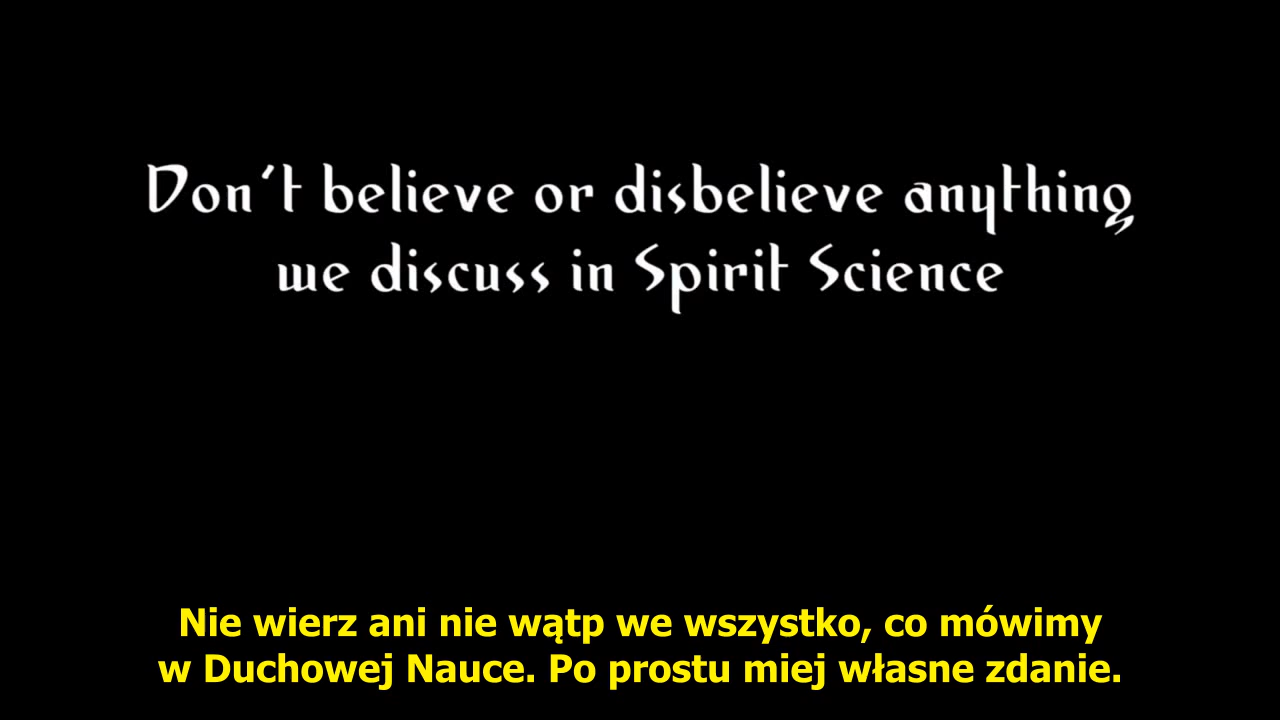 Don't believe or disbelieve anything
we discuss in Spirit Science
Nie wierz ani nie wątp we wszystko, co mówimy
w Duchowej Nauce. Po prostu miej własne zdanie.